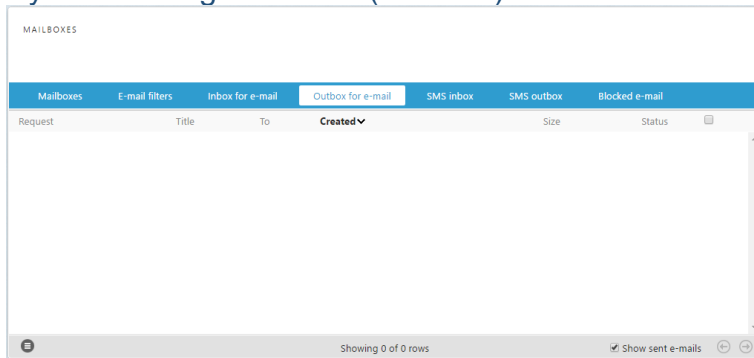 MAILBOXES
Mailboxes E-mail filters Inbox for e-mail Outbox for e-mail SMS inbox SMS outbox Blocked e-mail
Request Title To Created Size Status
Showing 0 of 0 rows Show sent e-mails